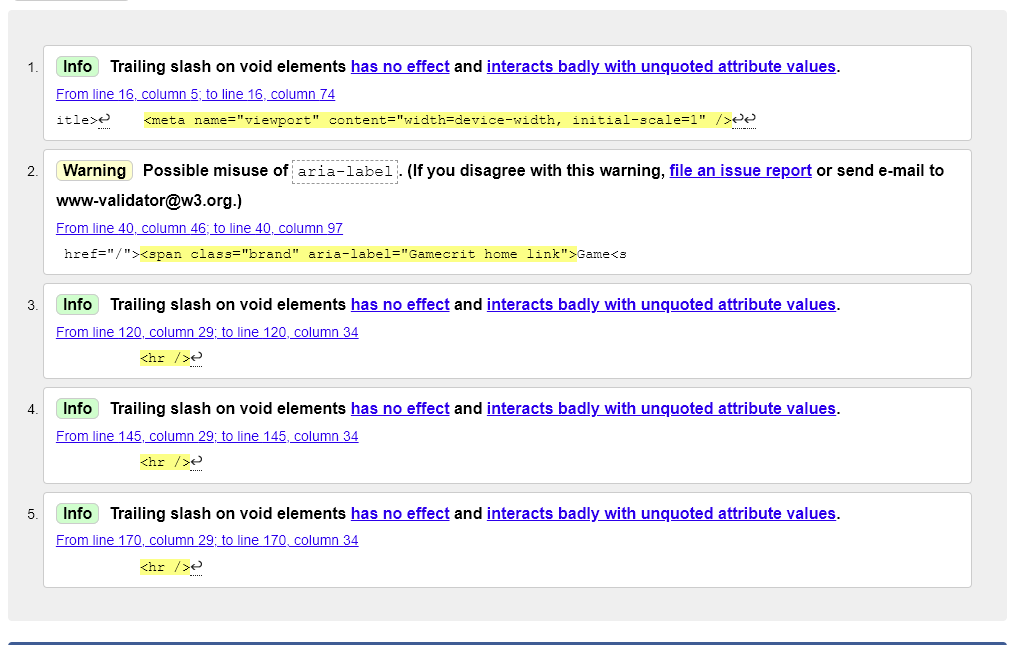 1. Info Trailing slash on void elements has no effect and interacts badly with unquoted attribute values.
From line 16, column 5; to line 16, column 74
itle>↩    <meta name="viewport" content="width=device-width, initial-scale=1" />↩↩
2. Warning Possible misuse of aria-label. (If you disagree with this warning, file an issue report or send e-mail to
www-validator@w3.org.)
From line 40, column 46; to line 40, column 97
href="/"><span class="brand" aria-label="Gamecrit home link">Game<s
3. Info Trailing slash on void elements has no effect and interacts badly with unquoted attribute values.
From line 120, column 29; to line 120, column 34
<hr />↩
4. Info Trailing slash on void elements has no effect and interacts badly with unquoted attribute values.
From line 145, column 29; to line 145, column 34
<hr />↩
5. Info Trailing slash on void elements has no effect and interacts badly with unquoted attribute values.
From line 170, column 29; to line 170, column 34
<hr />↩